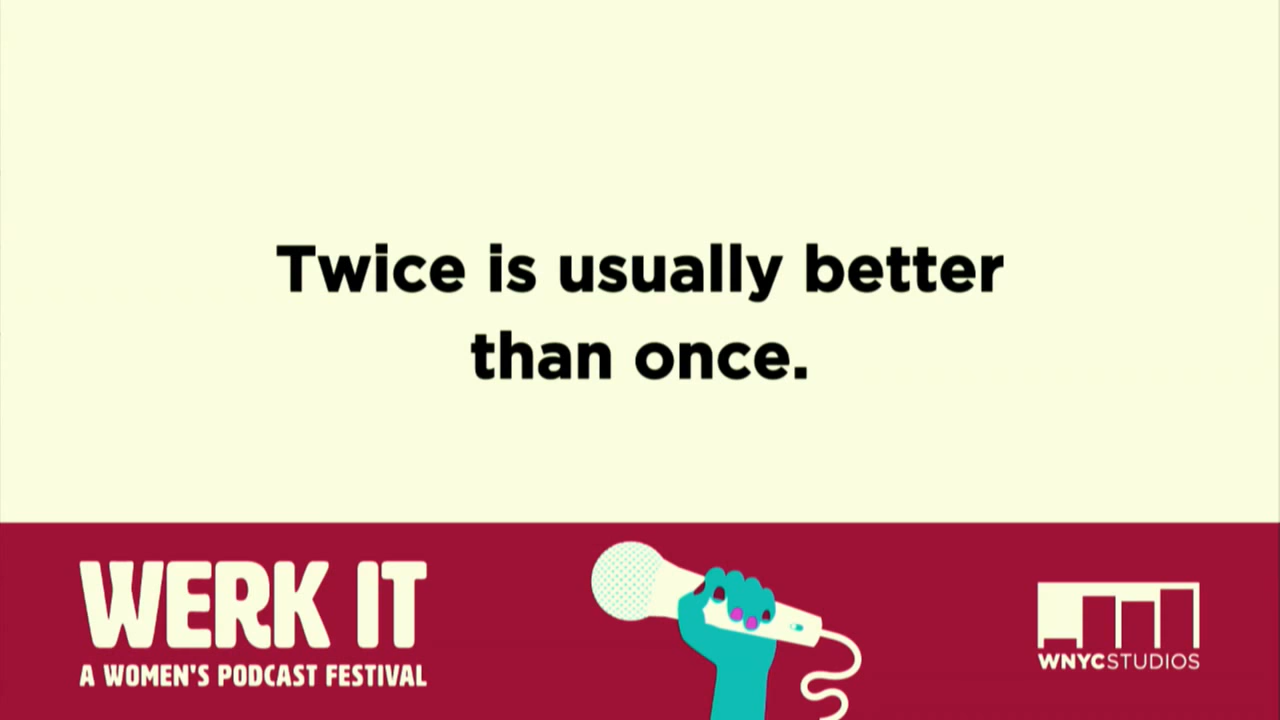 Twice is usually better
than once.
WERK IT
A WOMEN'S PODCAST FESTIVAL
WNYCSTUDIOS